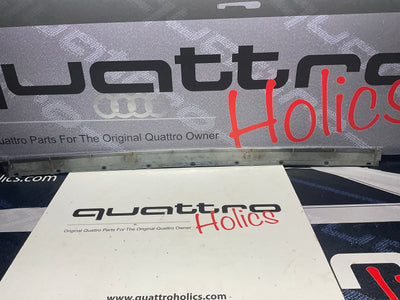 quattro
Holics
Quattro Parts For The Original Quattro Owner
Holics.com
quattro
Holics
Original Quattro Parts For The Original Quattro Owner
www.quattroholics.com